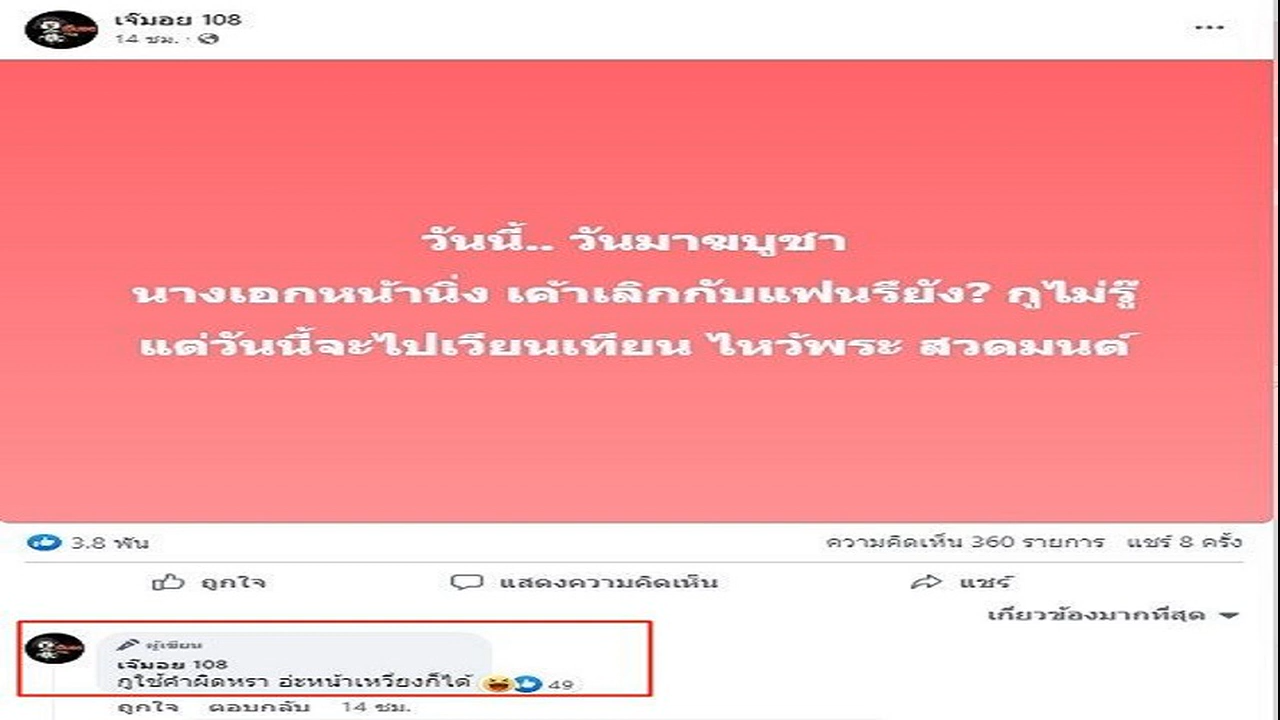 เจ๊มอย 108
14 ชม.
วันนี้.. วันมาฆบูชา
นางเอกหน้านิ่ง เค้าเลิกกับแฟนรึยัง? กูไม่รู๊
แต่วันนี้จะไปเวียนเทียน ไหว้พระ สวดมนต์
3.8 พัน
ความคิดเห็น 360 รายการ แชร์ 8 ครั้ง
ถูกใจ แสดงความคิดเห็น แชร์
เกี่ยวข้องมากที่สุด
ผู้เขียน
เจ๊มอย 108
กูใช้คำผิดหรา อ่ะหน้าเหวี่ยงก็ได้ 49
ถูกใจ ตอบกลับ 14 ชม.